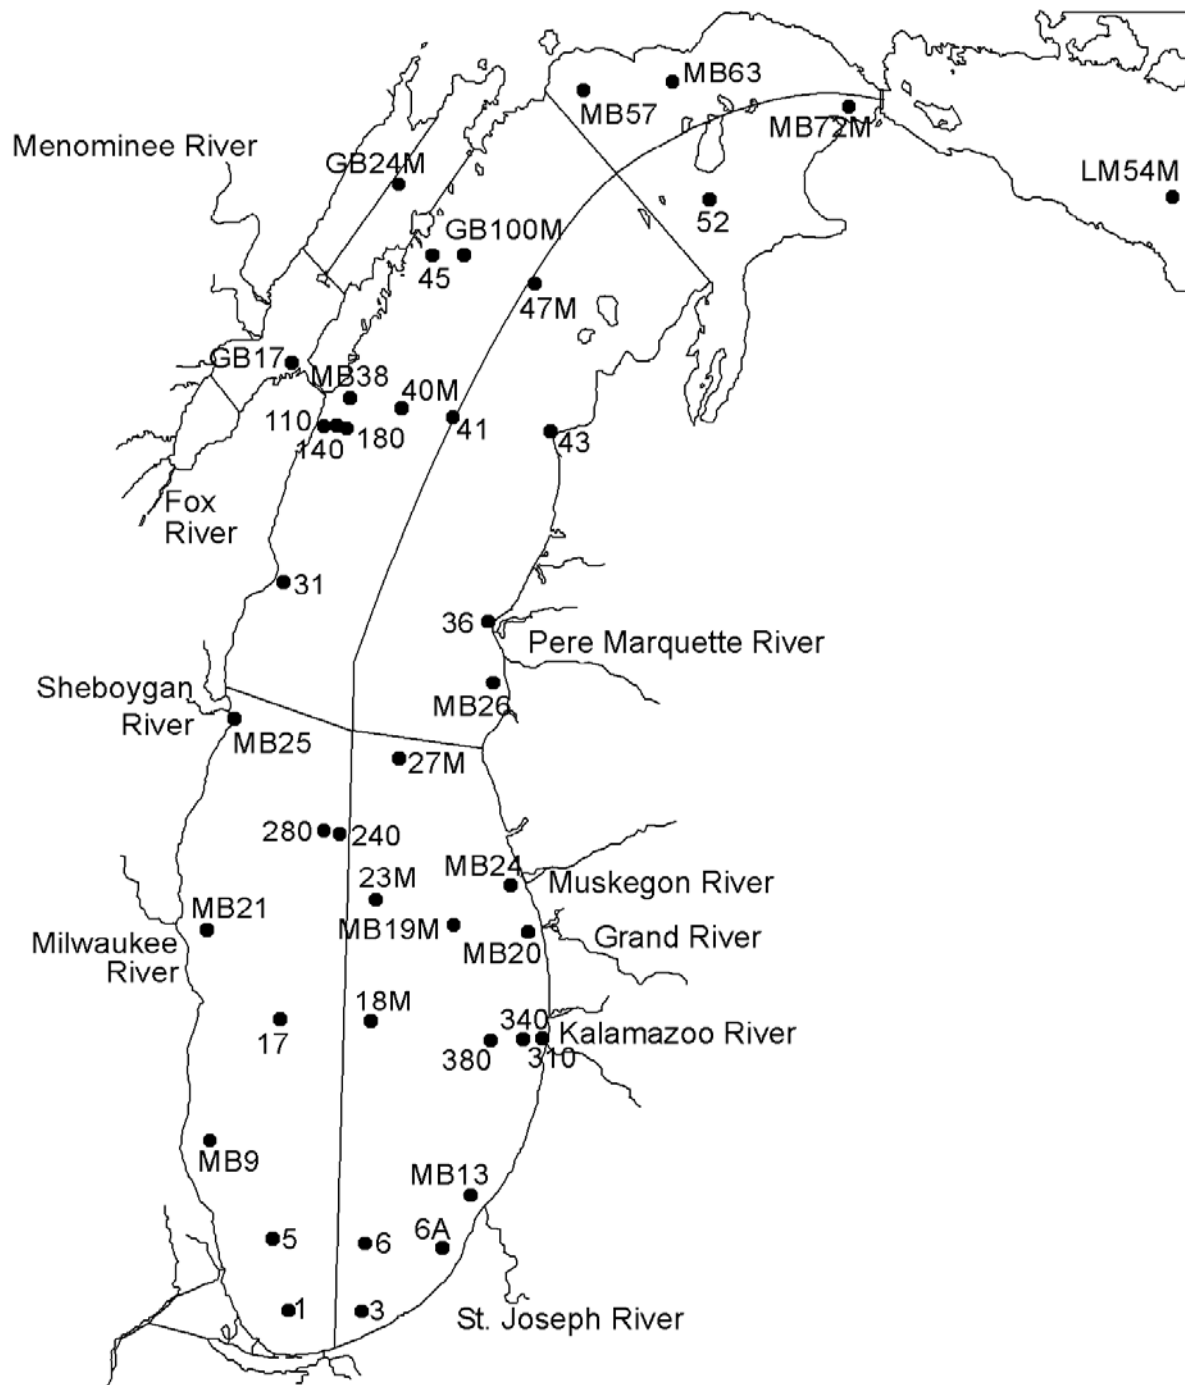 MB63
MB57
MB72M
Menominee River
GB24M
LM54M
52
GB100M
45
47M
GB17
MB38
40M
110
41
140
180
43
Fox
River
31
36
Pere Marquette River
Sheboygan
River
MB26
MB25
27M
280
240
MB24
Muskegon River
23M
MB21
MB19M
MB20
Grand River
Milwaukee
River
18M
17
340
Kalamazoo River
380
310
MB9
MB13
6A
5
6
1
3
St. Joseph River